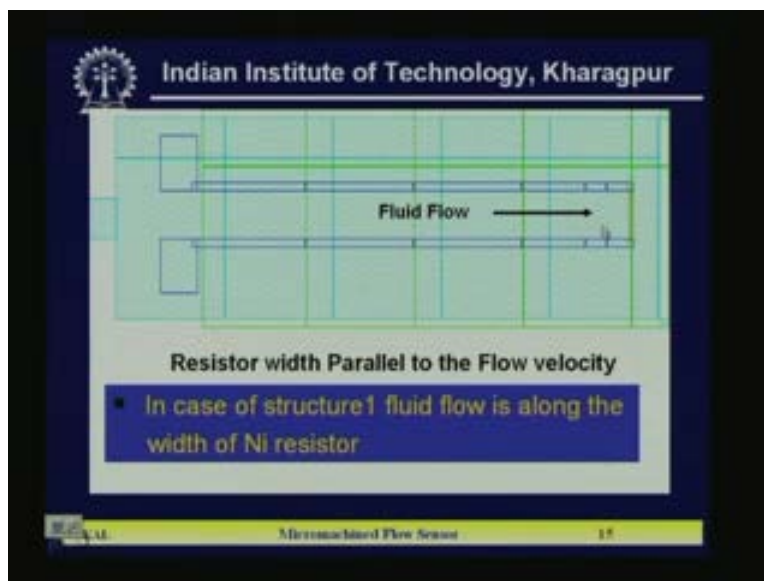 Indian Institute of Technology, Kharagpur
Fluid Flow
Resistor width Parallel to the Flow velocity
In case of structure1 fluid flow is along the
width of Ni resistor
Micromachined Flow Sensor 15